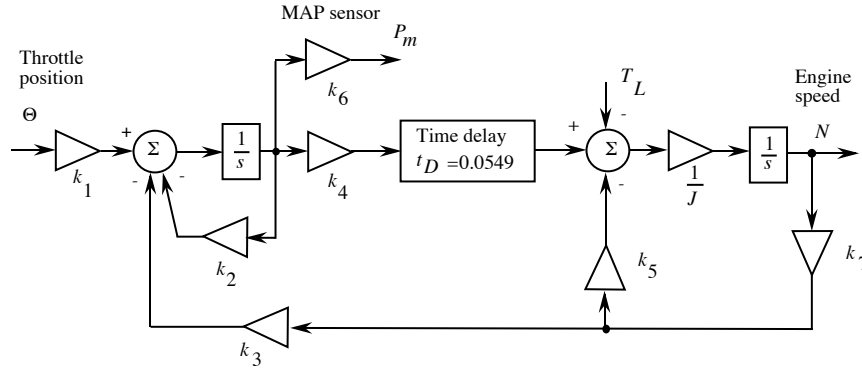 MAP sensor
P_m
Throttle position
Θ
k_6
T_L
Engine speed
N
+
Σ
-
-
1/s
k_1
k_4
Time delay
t_D =0.0549
+
Σ
-
-
1/J
1/s
k_2
k_5
k_3